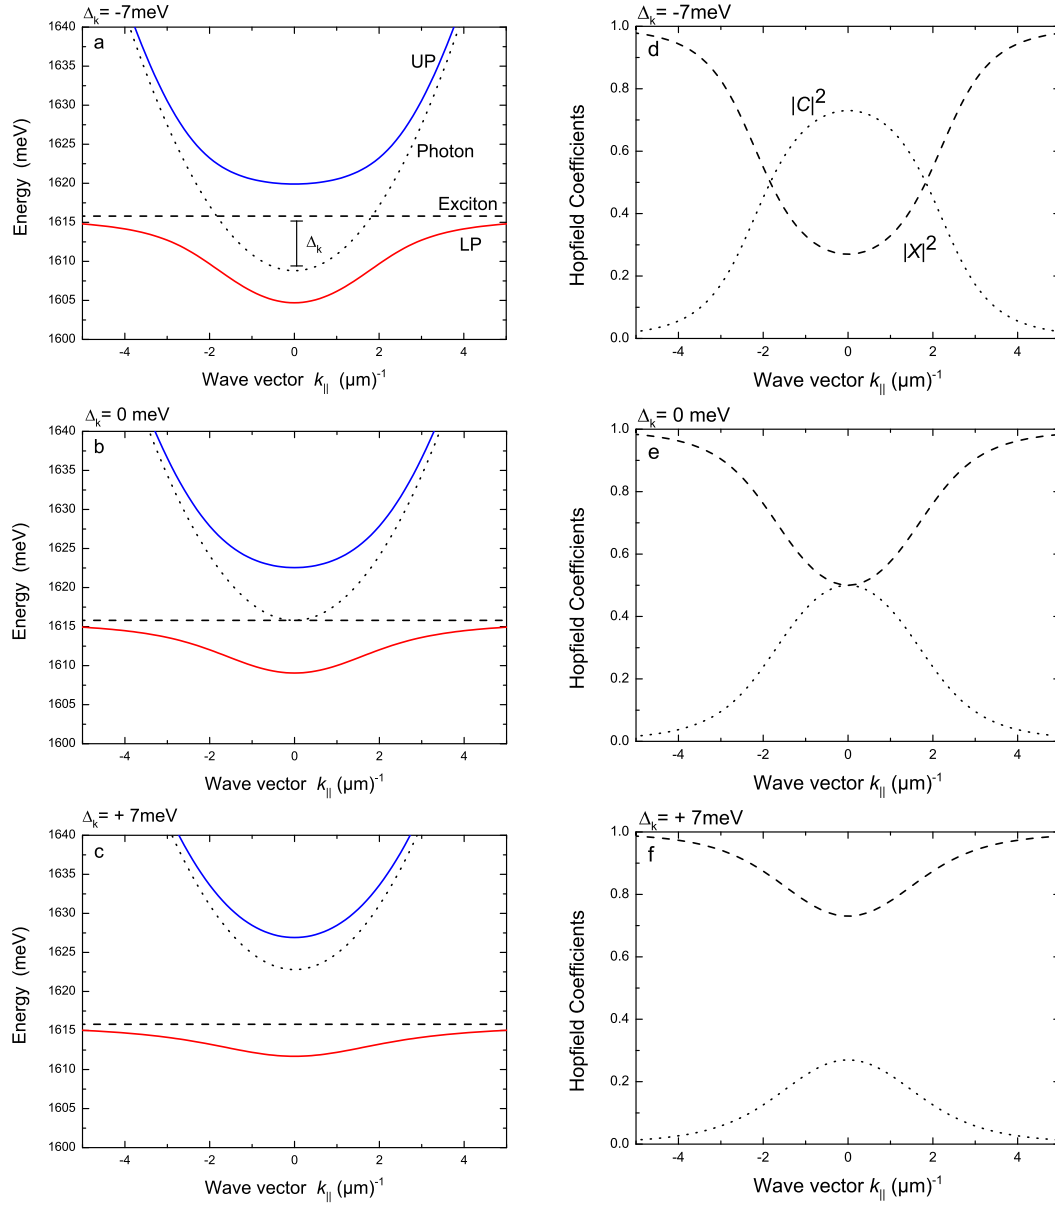 Δk= -7meV
a
1640
1635
1630
1625
1620
1615
1610
1605
1600
Energy (meV)
UP
Photon
Exciton
Δk
LP
-4 -2 0 2 4
Wave vector k|| (µm)-1
Δk= -7meV
d
1.0
0.8
0.6
0.4
0.2
0.0
Hopfield Coefficients
|C|2
|X|2
-4 -2 0 2 4
Wave vector k|| (µm)-1
Δk= 0 meV
b
1640
1635
1630
1625
1620
1615
1610
1605
1600
Energy (meV)
-4 -2 0 2 4
Wave vector k|| (µm)-1
Δk= 0 meV
e
1.0
0.8
0.6
0.4
0.2
0.0
Hopfield Coefficients
-4 -2 0 2 4
Wave vector k|| (µm)-1
Δk= + 7meV
c
1640
1635
1630
1625
1620
1615
1610
1605
1600
Energy (meV)
-4 -2 0 2 4
Wave vector k|| (µm)-1
Δk= + 7meV
f
1.0
0.8
0.6
0.4
0.2
0.0
Hopfield Coefficients
-4 -2 0 2 4
Wave vector k|| (µm)-1